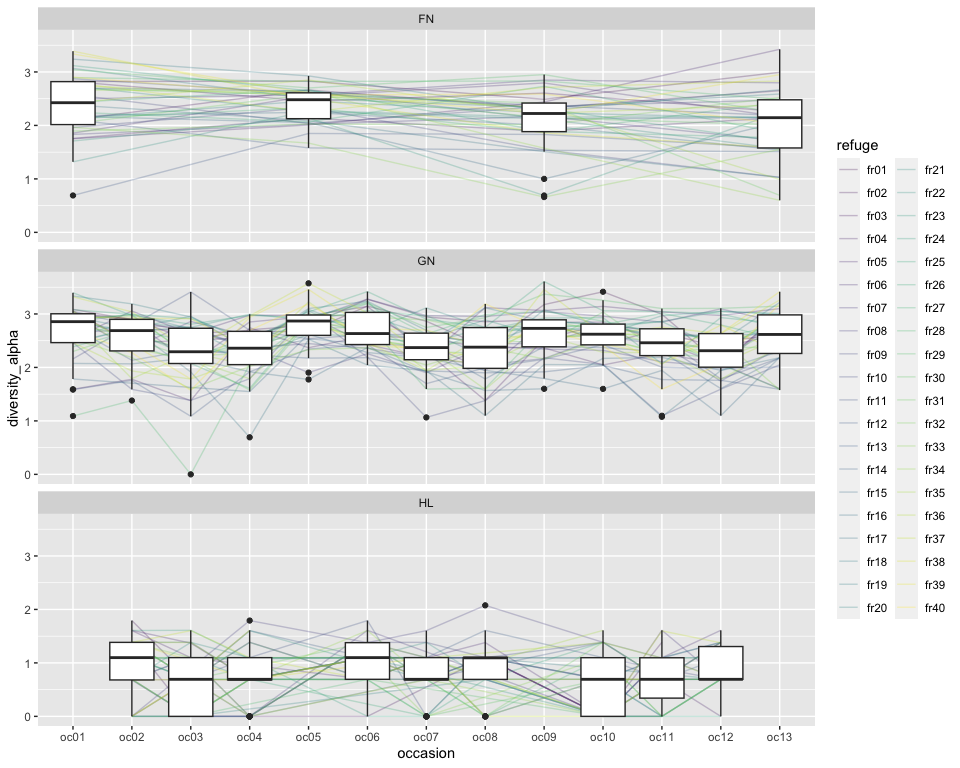 FN
3
2
1
0
GN
3
2
1
0
HL
3
2
1
0
diversity_alpha
oc01 oc02 oc03 oc04 oc05 oc06 oc07 oc08 oc09 oc10 oc11 oc12 oc13
occasion
refuge
fr01 fr21
fr02 fr22
fr03 fr23
fr04 fr24
fr05 fr25
fr06 fr26
fr07 fr27
fr08 fr28
fr09 fr29
fr10 fr30
fr11 fr31
fr12 fr32
fr13 fr33
fr14 fr34
fr15 fr35
fr16 fr36
fr17 fr37
fr18 fr38
fr19 fr39
fr20 fr40